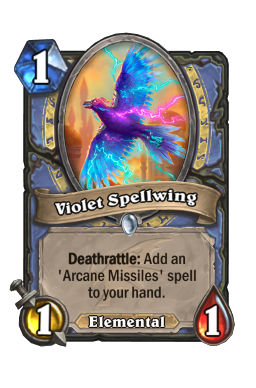 1
Violet Spellwing
Deathrattle: Add an
'Arcane Missiles' spell
to your hand.
1
Elemental
1